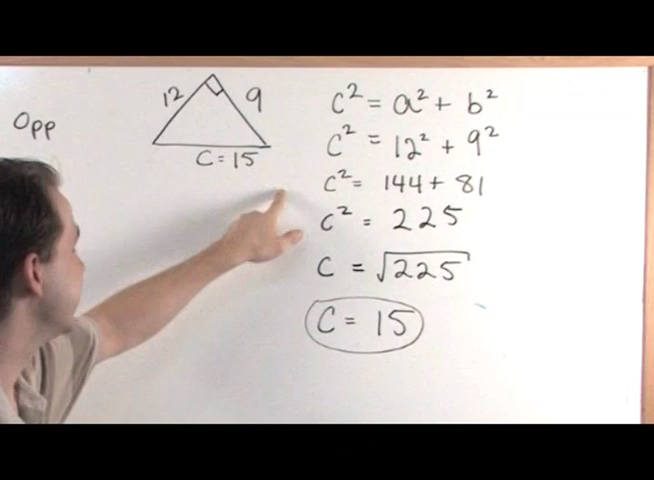 Opp
12
9
C = 15
c² = a² + b²
c² = 12² + 9²
c² = 144 + 81
c² = 225
c = √225
C = 15